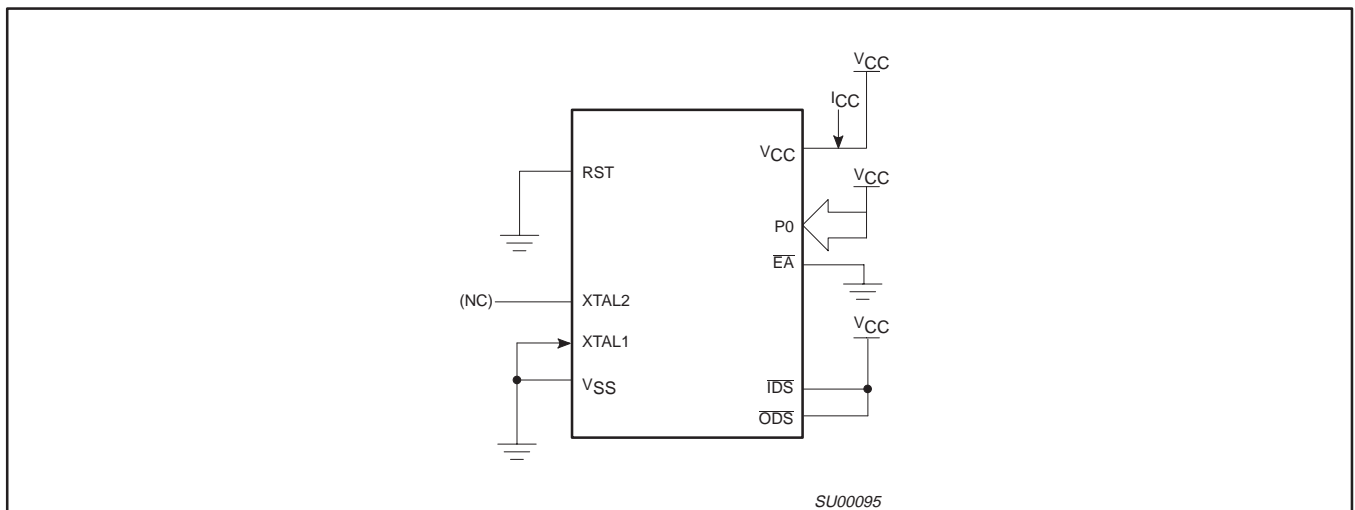 VCC
ICC
VCC
RST
VCC
P0
EA
(NC)
XTAL2
VCC
XTAL1
VSS
IDS
ODS
SU00095